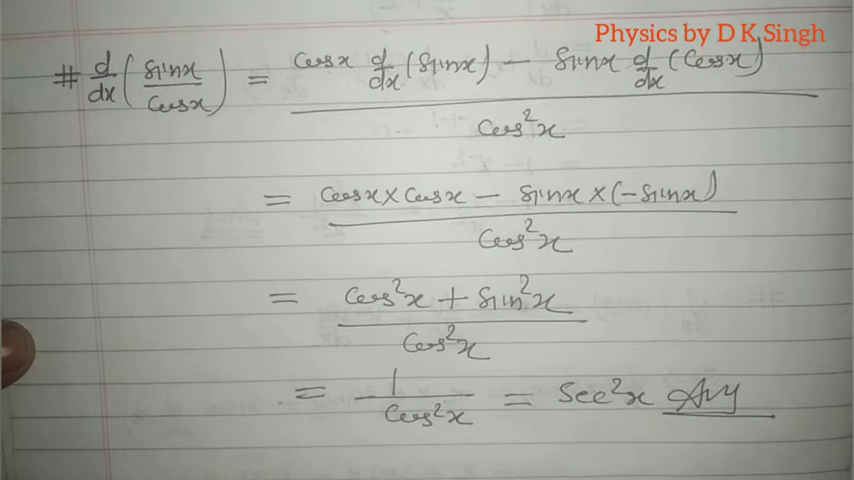 Physics by D K Singh
# d/dx (sinx/cosx) = (cosx d/dx (sinx) - sinx d/dx (cosx)) / cos²x
= (cosx × cosx - sinx × (-sinx)) / cos²x
= (cos²x + sin²x) / cos²x
= 1 / cos²x = sec²x Ans